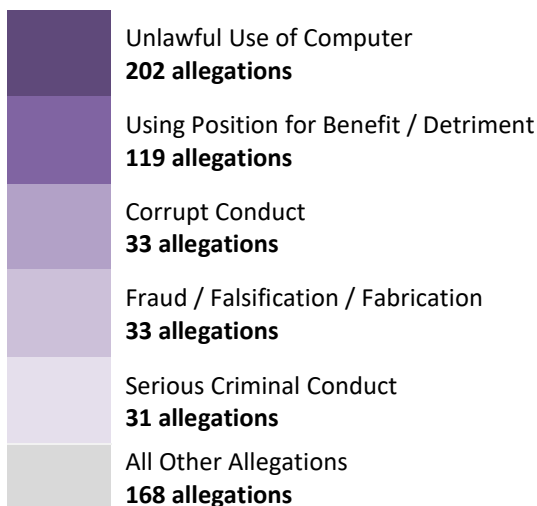 Unlawful Use of Computer
202 allegations
Using Position for Benefit / Detriment
119 allegations
Corrupt Conduct
33 allegations
Fraud / Falsification / Fabrication
33 allegations
Serious Criminal Conduct
31 allegations
All Other Allegations
168 allegations